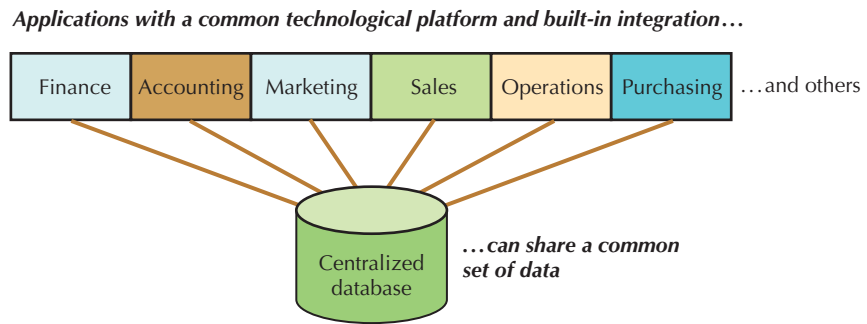 Applications with a common technological platform and built-in integration…
Finance Accounting Marketing Sales Operations Purchasing …and others
Centralized
database
…can share a common
set of data